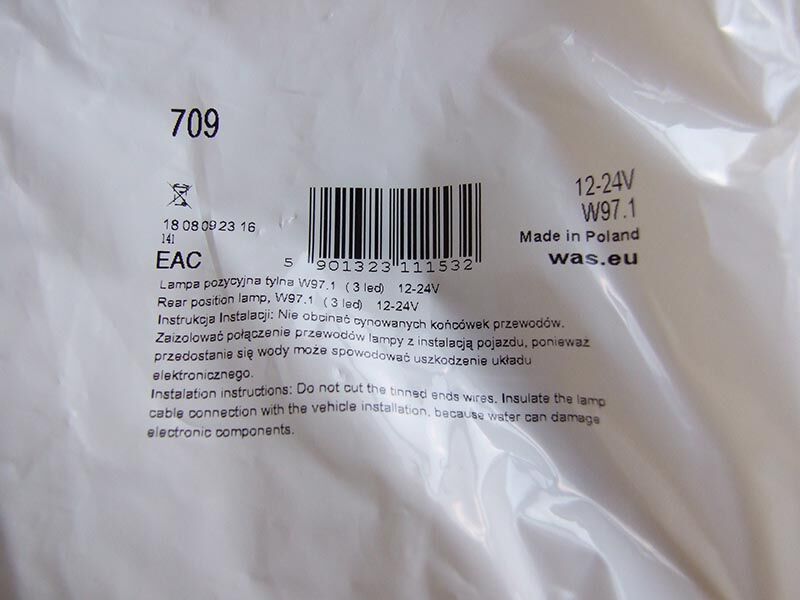 709
18 08 09 23 16
141
EAC
5 901323 111532
12-24V
W97.1
Made in Poland
was.eu
Lampa pozycyjna tylna W97.1 ( 3 led) 12-24V
Rear position lamp, W97.1 ( 3 led) 12-24V
Instrukcja Instalacji: Nie obcinać cynowanych końcówek przewodów.
Zaizolować połączenie przewodów lampy z instalacją pojazdu, ponieważ
przedostanie się wody może spowodować uszkodzenie układu
elektronicznego.
Instalation instructions: Do not cut the tinned ends wires. Insulate the lamp
cable connection with the vehicle installation, because water can damage
electronic components.